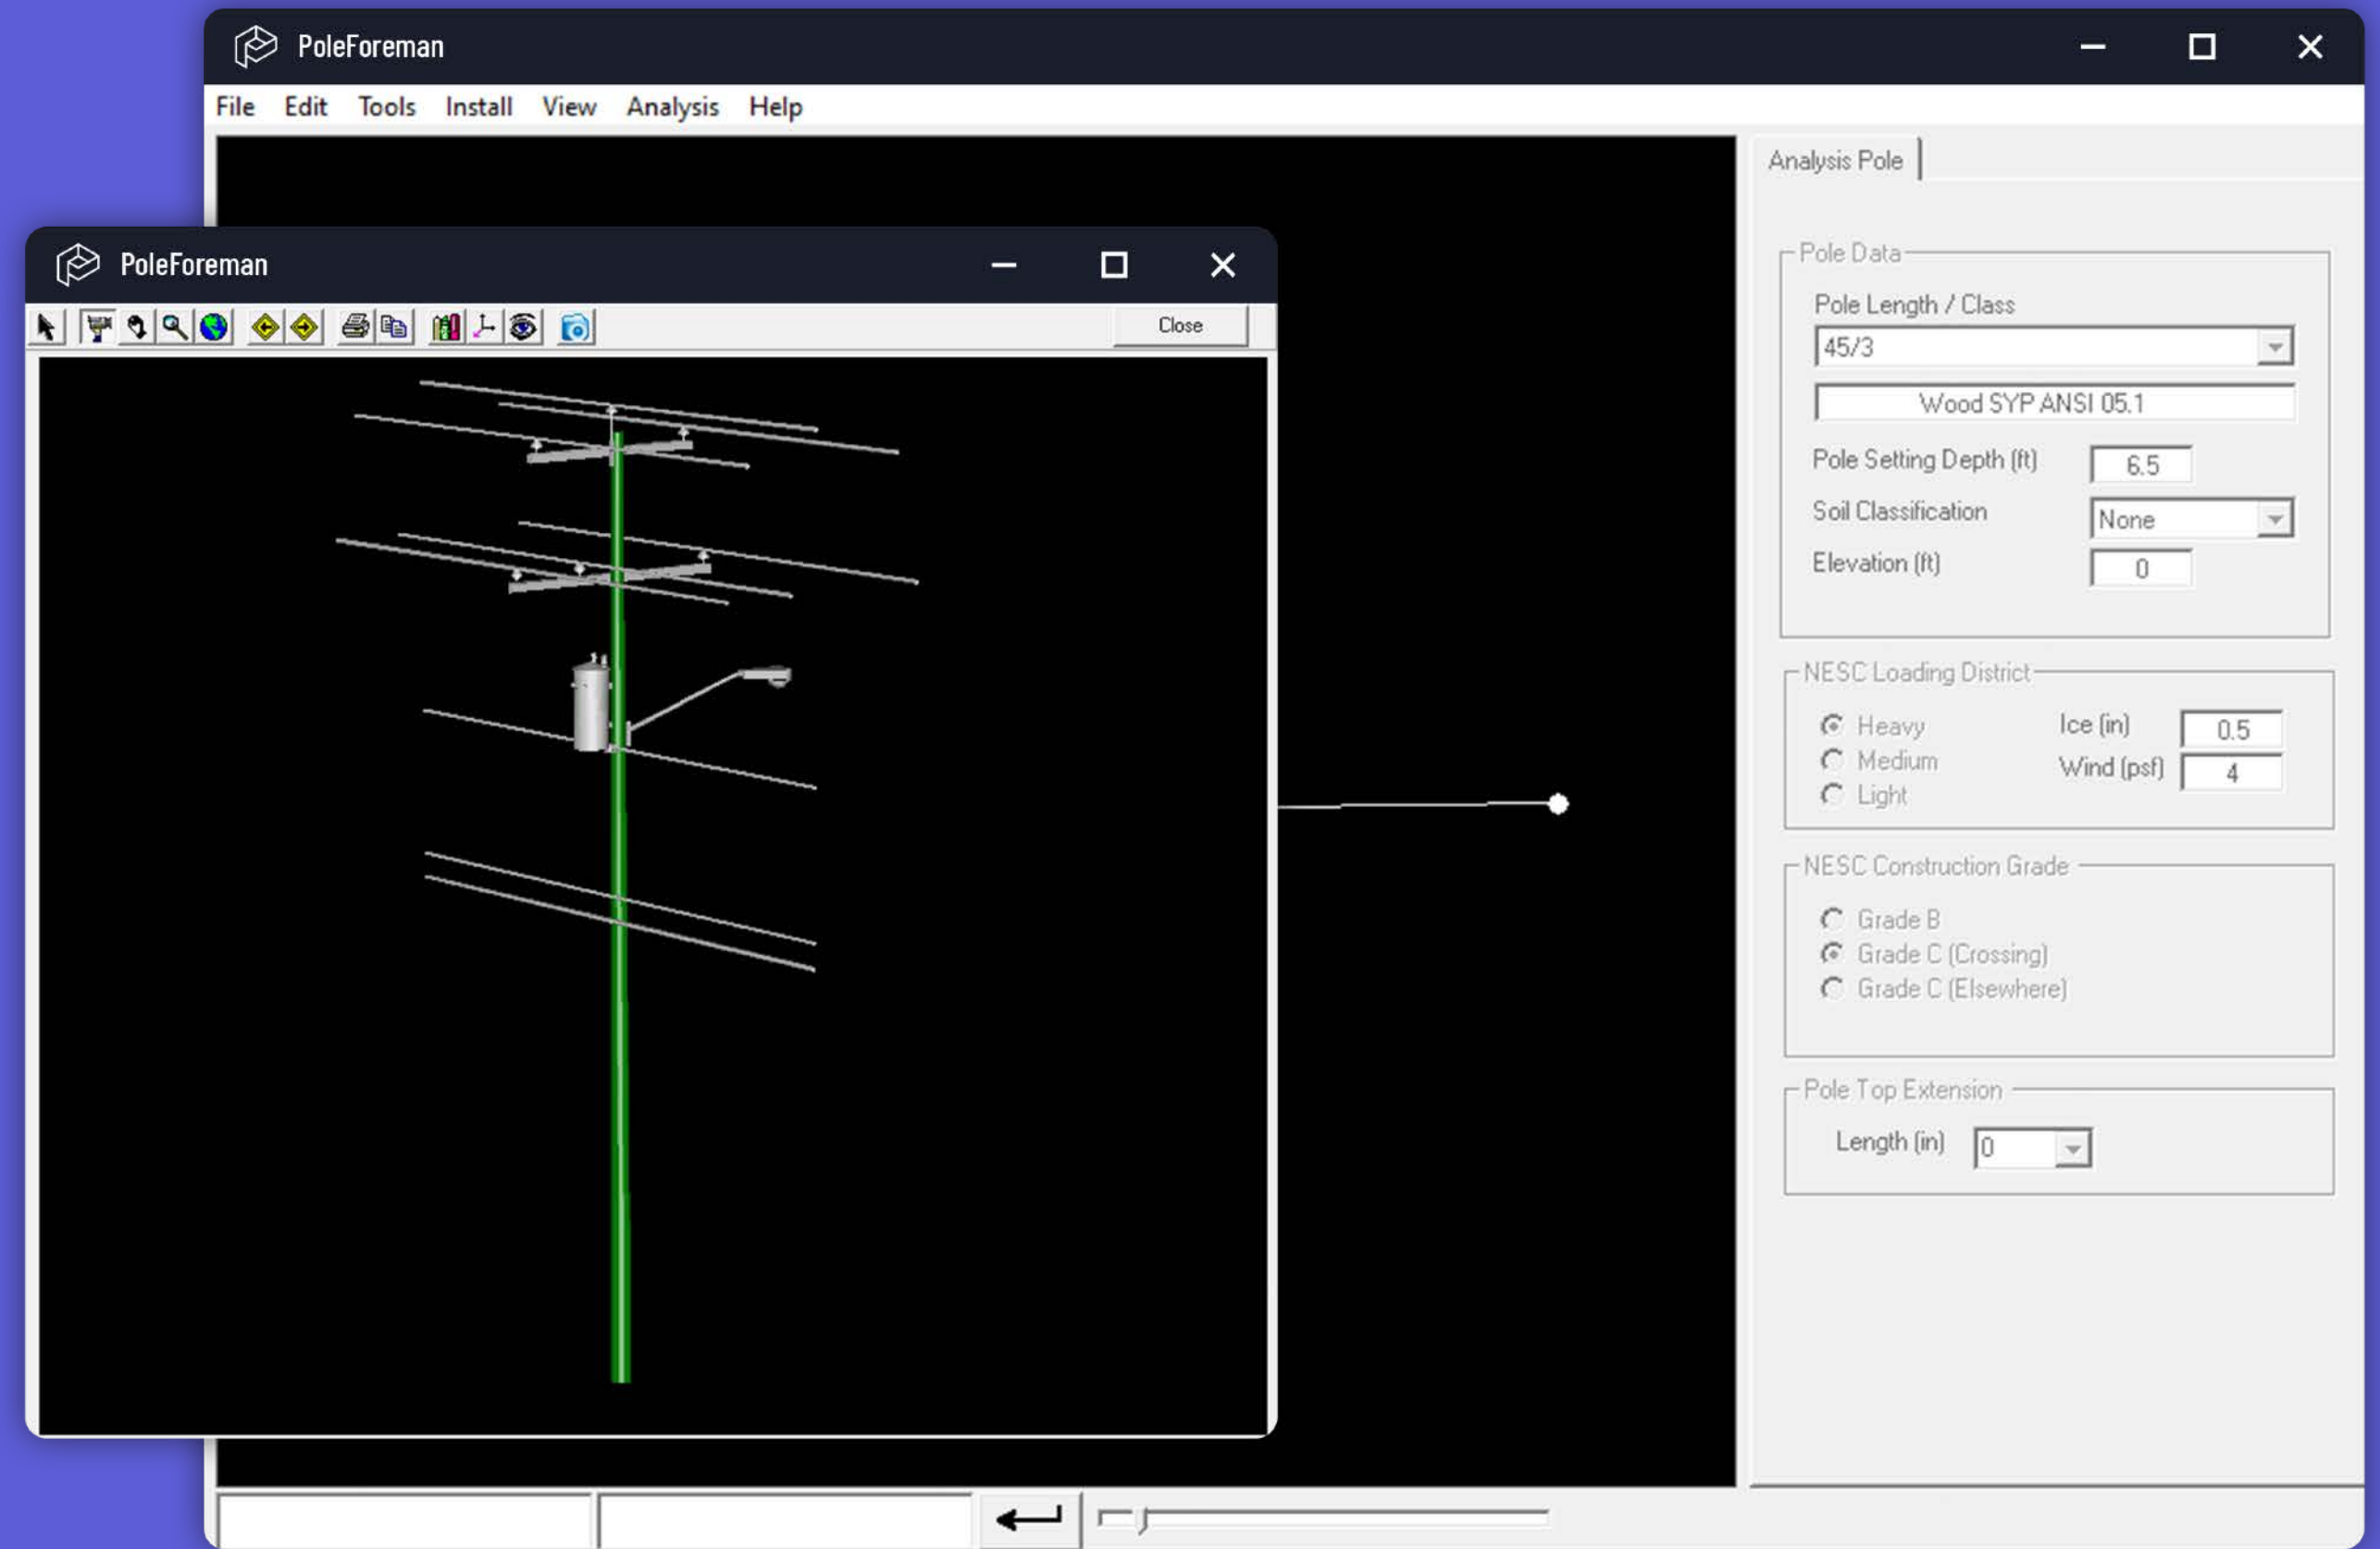 PoleForeman
File Edit Tools Install View Analysis Help
Analysis Pole
Pole Data
Pole Length / Class
45/3
Wood SYP ANSI 05.1
Pole Setting Depth (ft) 6.5
Soil Classification None
Elevation (ft) 0
NESC Loading District
Heavy Ice (in) 0.5
Medium Wind (psf) 4
Light
NESC Construction Grade
Grade B
Grade C (Crossing)
Grade C (Elsewhere)
Pole Top Extension
Length (in) 0
PoleForeman
Close